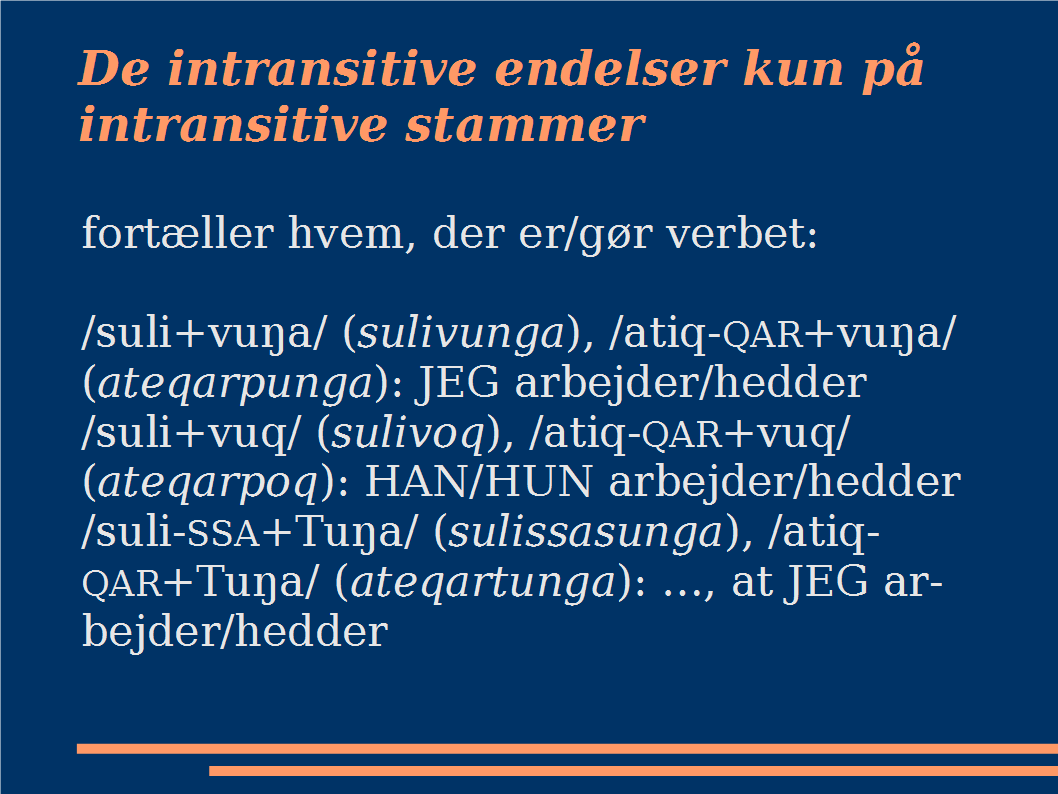 De intransitive endelser kun på
intransitive stammer
fortæller hvem, der er/gør verbet:
/suli+vuŋa/ (sulivunga), /atiq-QAR+vuŋa/
(ateqarpunga): JEG arbejder/hedder
/suli+vuq/ (sulivoq), /atiq-QAR+vuq/
(ateqarpoq): HAN/HUN arbejder/hedder
/suli-SSA+Tuŋa/ (sulissasunga), /atiq-
QAR+Tuŋa/ (ateqartunga): ..., at JEG ar-
bejder/hedder